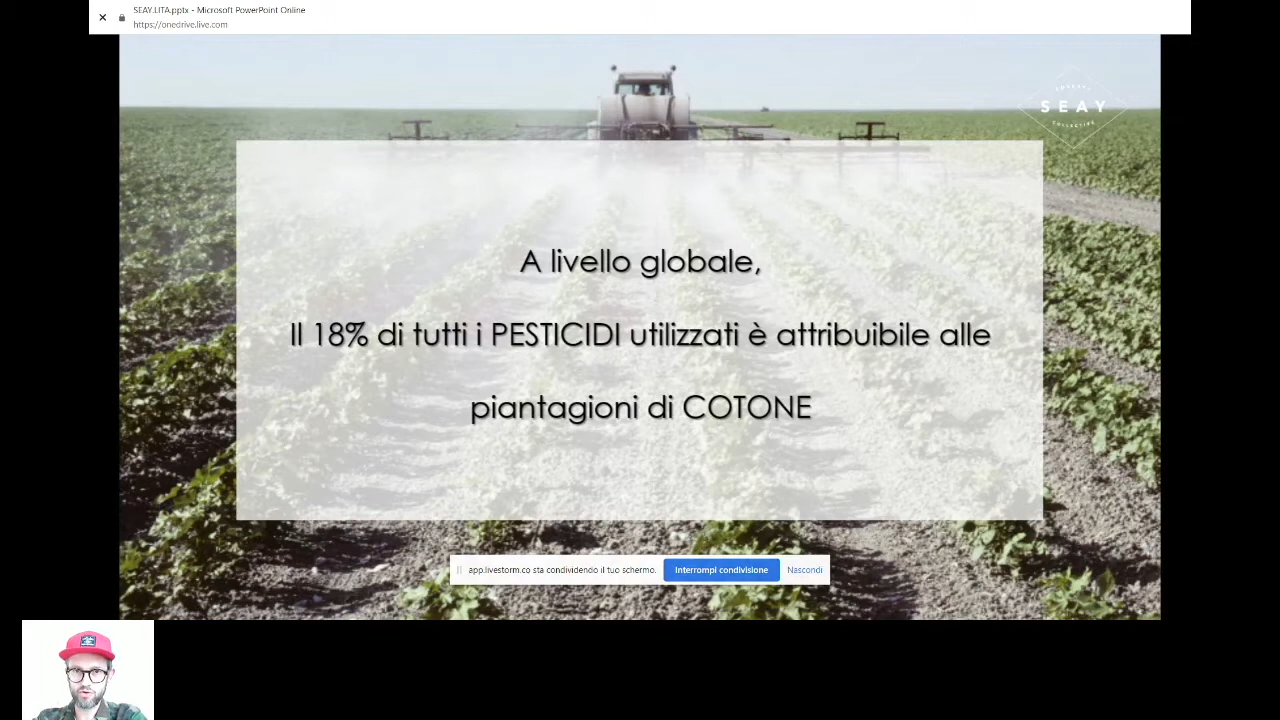 SEAY.LITA.pptx - Microsoft PowerPoint Online
https://onedrive.live.com
SEAY
COLLECTIVE
A livello globale,
Il 18% di tutti i PESTICIDI utilizzati è attribuibile alle
piantagioni di COTONE
app.livestorm.co sta condividendo il tuo schermo.
Interrompi condivisione
Nascondi